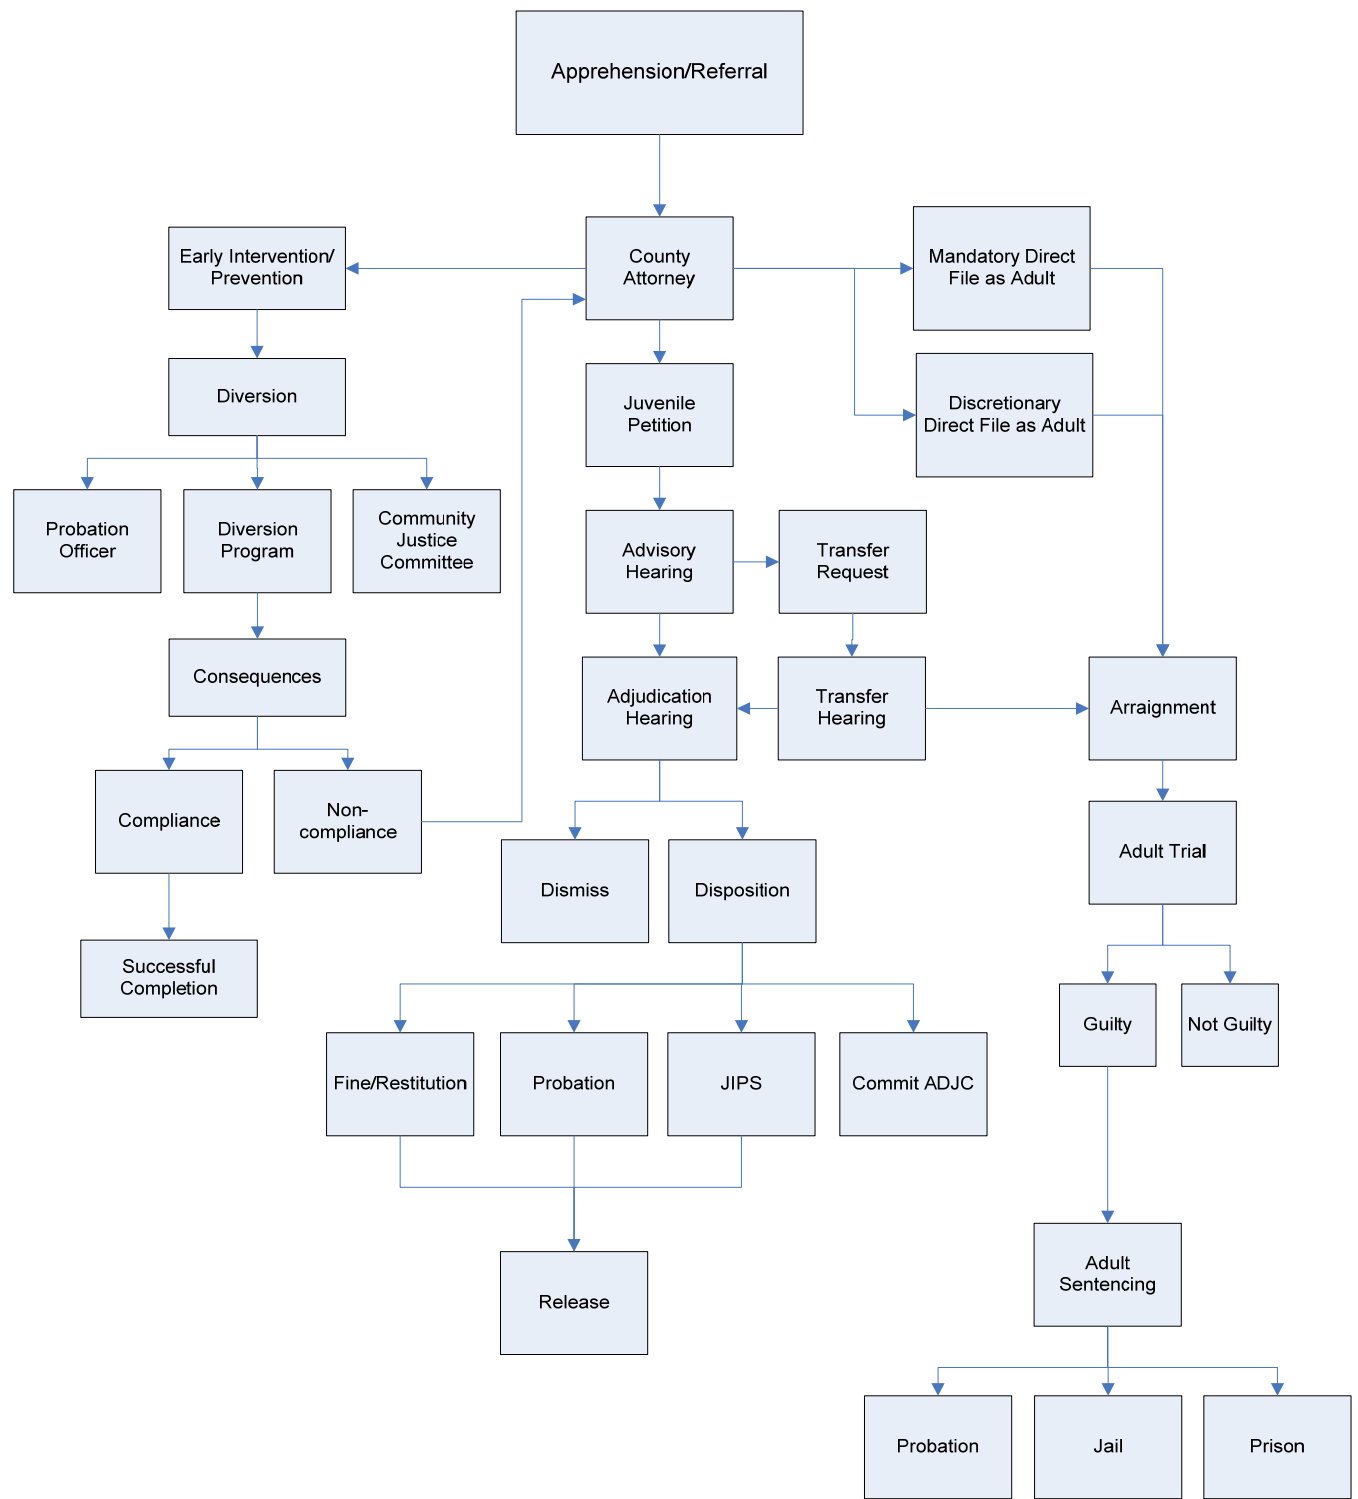 Apprehension/Referral
Early Intervention/
Prevention
County
Attorney
Mandatory Direct
File as Adult
Diversion
Juvenile
Petition
Discretionary
Direct File as Adult
Probation
Officer
Diversion
Program
Community
Justice
Committee
Advisory
Hearing
Transfer
Request
Consequences
Adjudication
Hearing
Transfer
Hearing
Arraignment
Compliance
Non-
compliance
Adult Trial
Dismiss
Disposition
Successful
Completion
Guilty
Not Guilty
Fine/Restitution
Probation
JIPS
Commit ADJC
Release
Adult
Sentencing
Probation
Jail
Prison